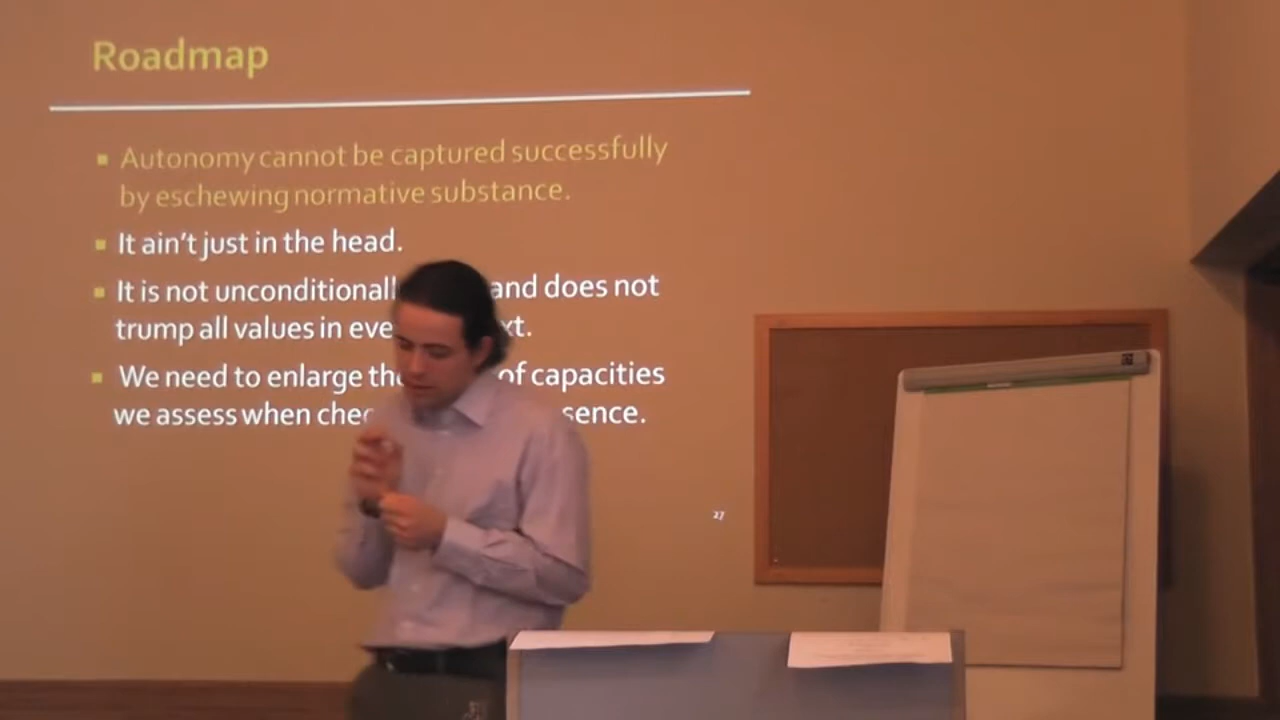 Roadmap
▪ Autonomy cannot be captured successfully
by eschewing normative substance.
▪ It ain't just in the head.
▪ It is not unconditionall and does not
trump all values in eve xt.
▪ We need to enlarge the of capacities
we assess when chec sence.
27